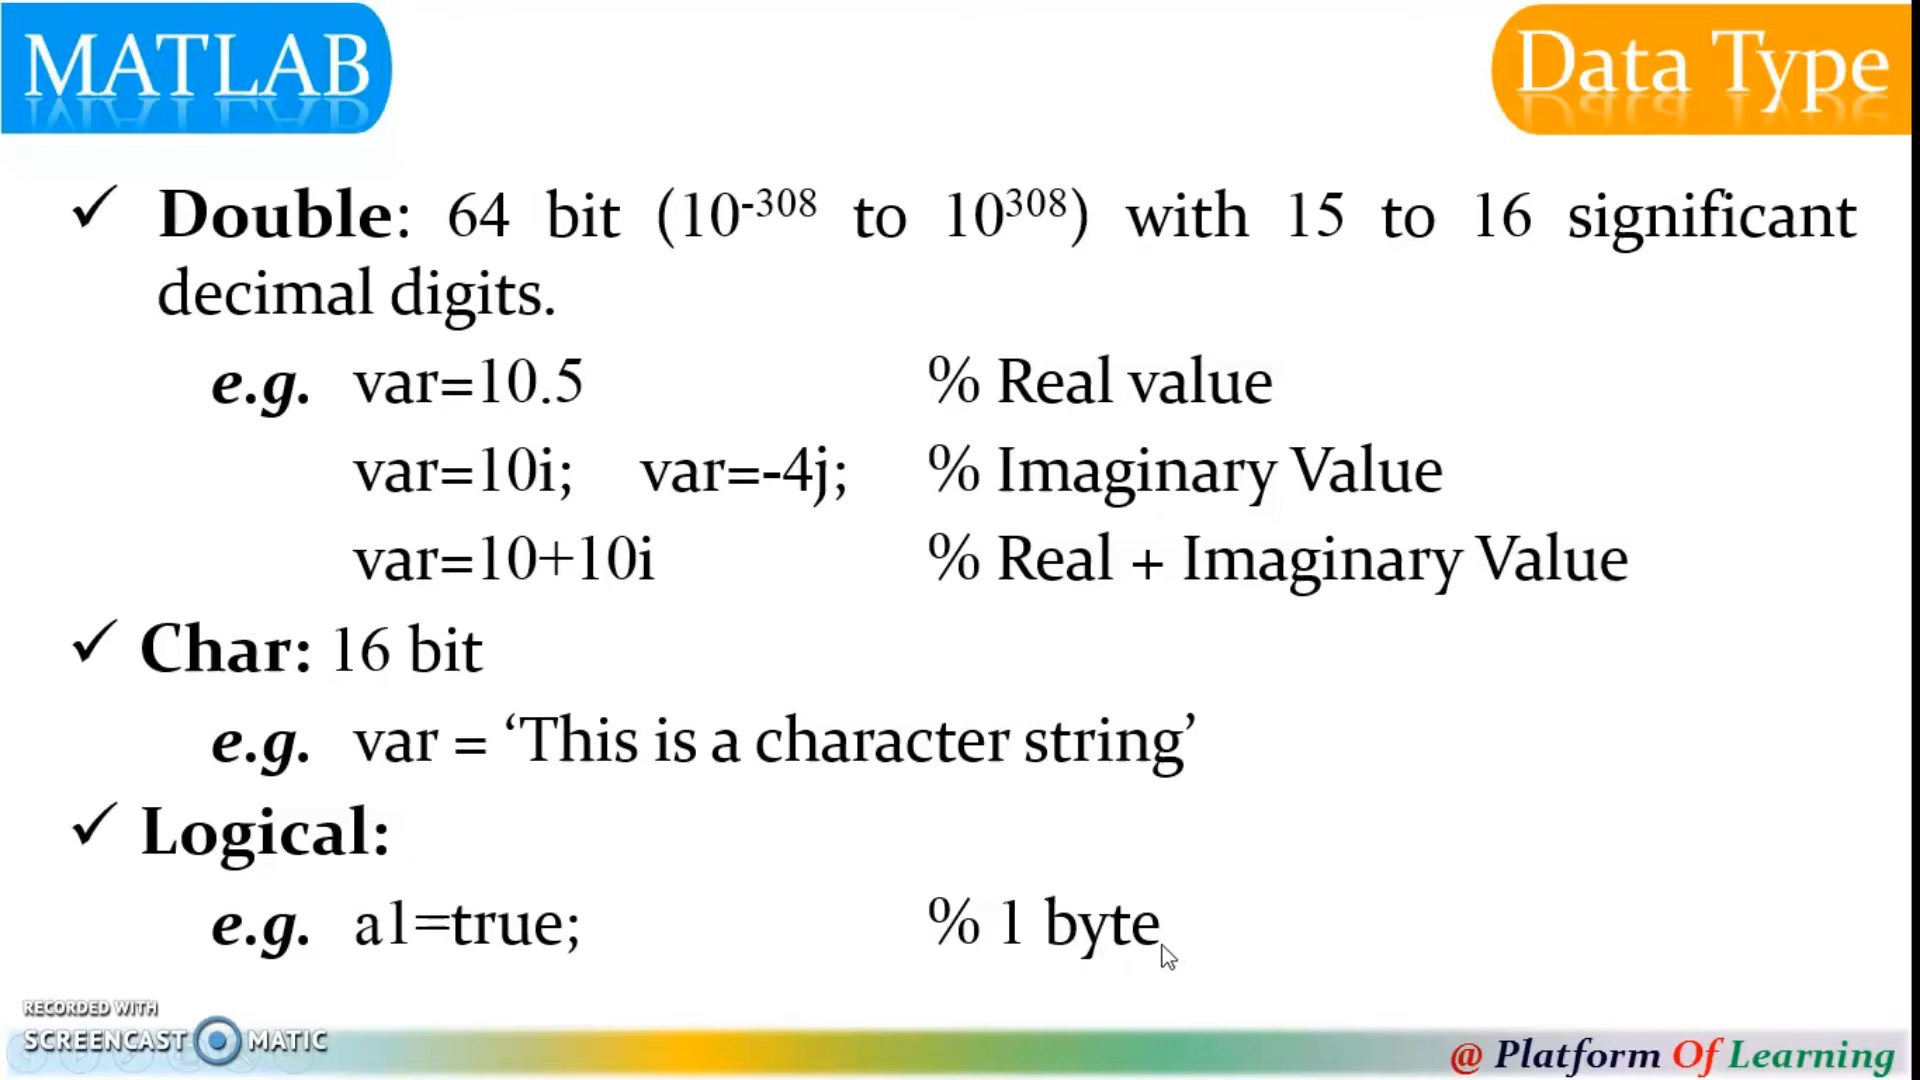 MATLAB
Data Type
✓ Double: 64 bit (10⁻³⁰⁸ to 10³⁰⁸) with 15 to 16 significant
decimal digits.
e.g. var=10.5 % Real value
var=10i; var=-4j; % Imaginary Value
var=10+10i % Real + Imaginary Value
✓ Char: 16 bit
e.g. var = ‘This is a character string’
✓ Logical:
e.g. a1=true; % 1 byte
RECORDED WITH
SCREENCAST MATIC
@ Platform Of Learning